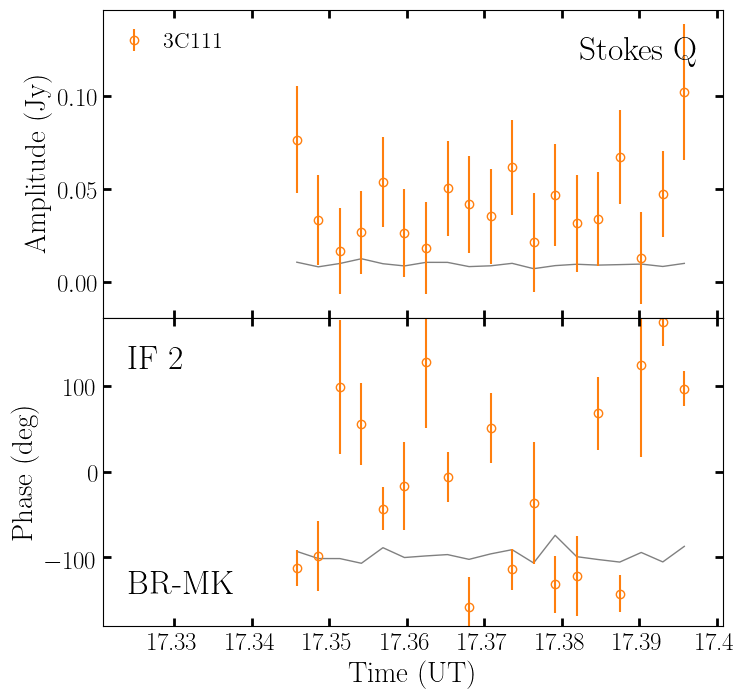 3C111
Stokes Q
0.10
0.05
0.00
Amplitude (Jy)
IF 2
100
0
−100
Phase (deg)
BR-MK
17.33 17.34 17.35 17.36 17.37 17.38 17.39 17.4
Time (UT)